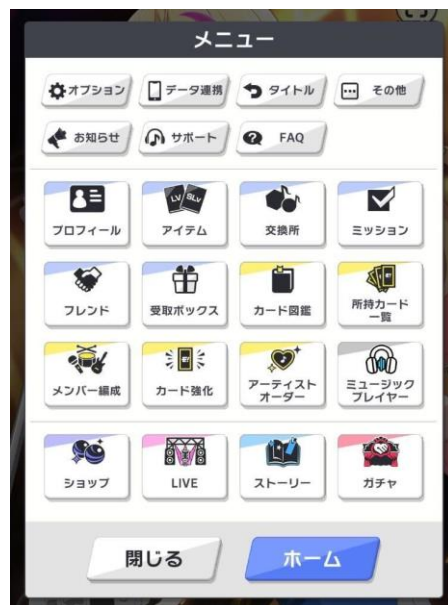 メニュー
オプション データ連携 タイトル その他
お知らせ サポート FAQ
LV SLv
プロフィール アイテム 交換所 ミッション
フレンド 受取ボックス カード図鑑 所持カード
一覧
メンバー編成 カード強化 アーティスト
オーダー ミュージック
プレイヤー
ショップ LIVE ストーリー ガチャ
閉じる ホーム